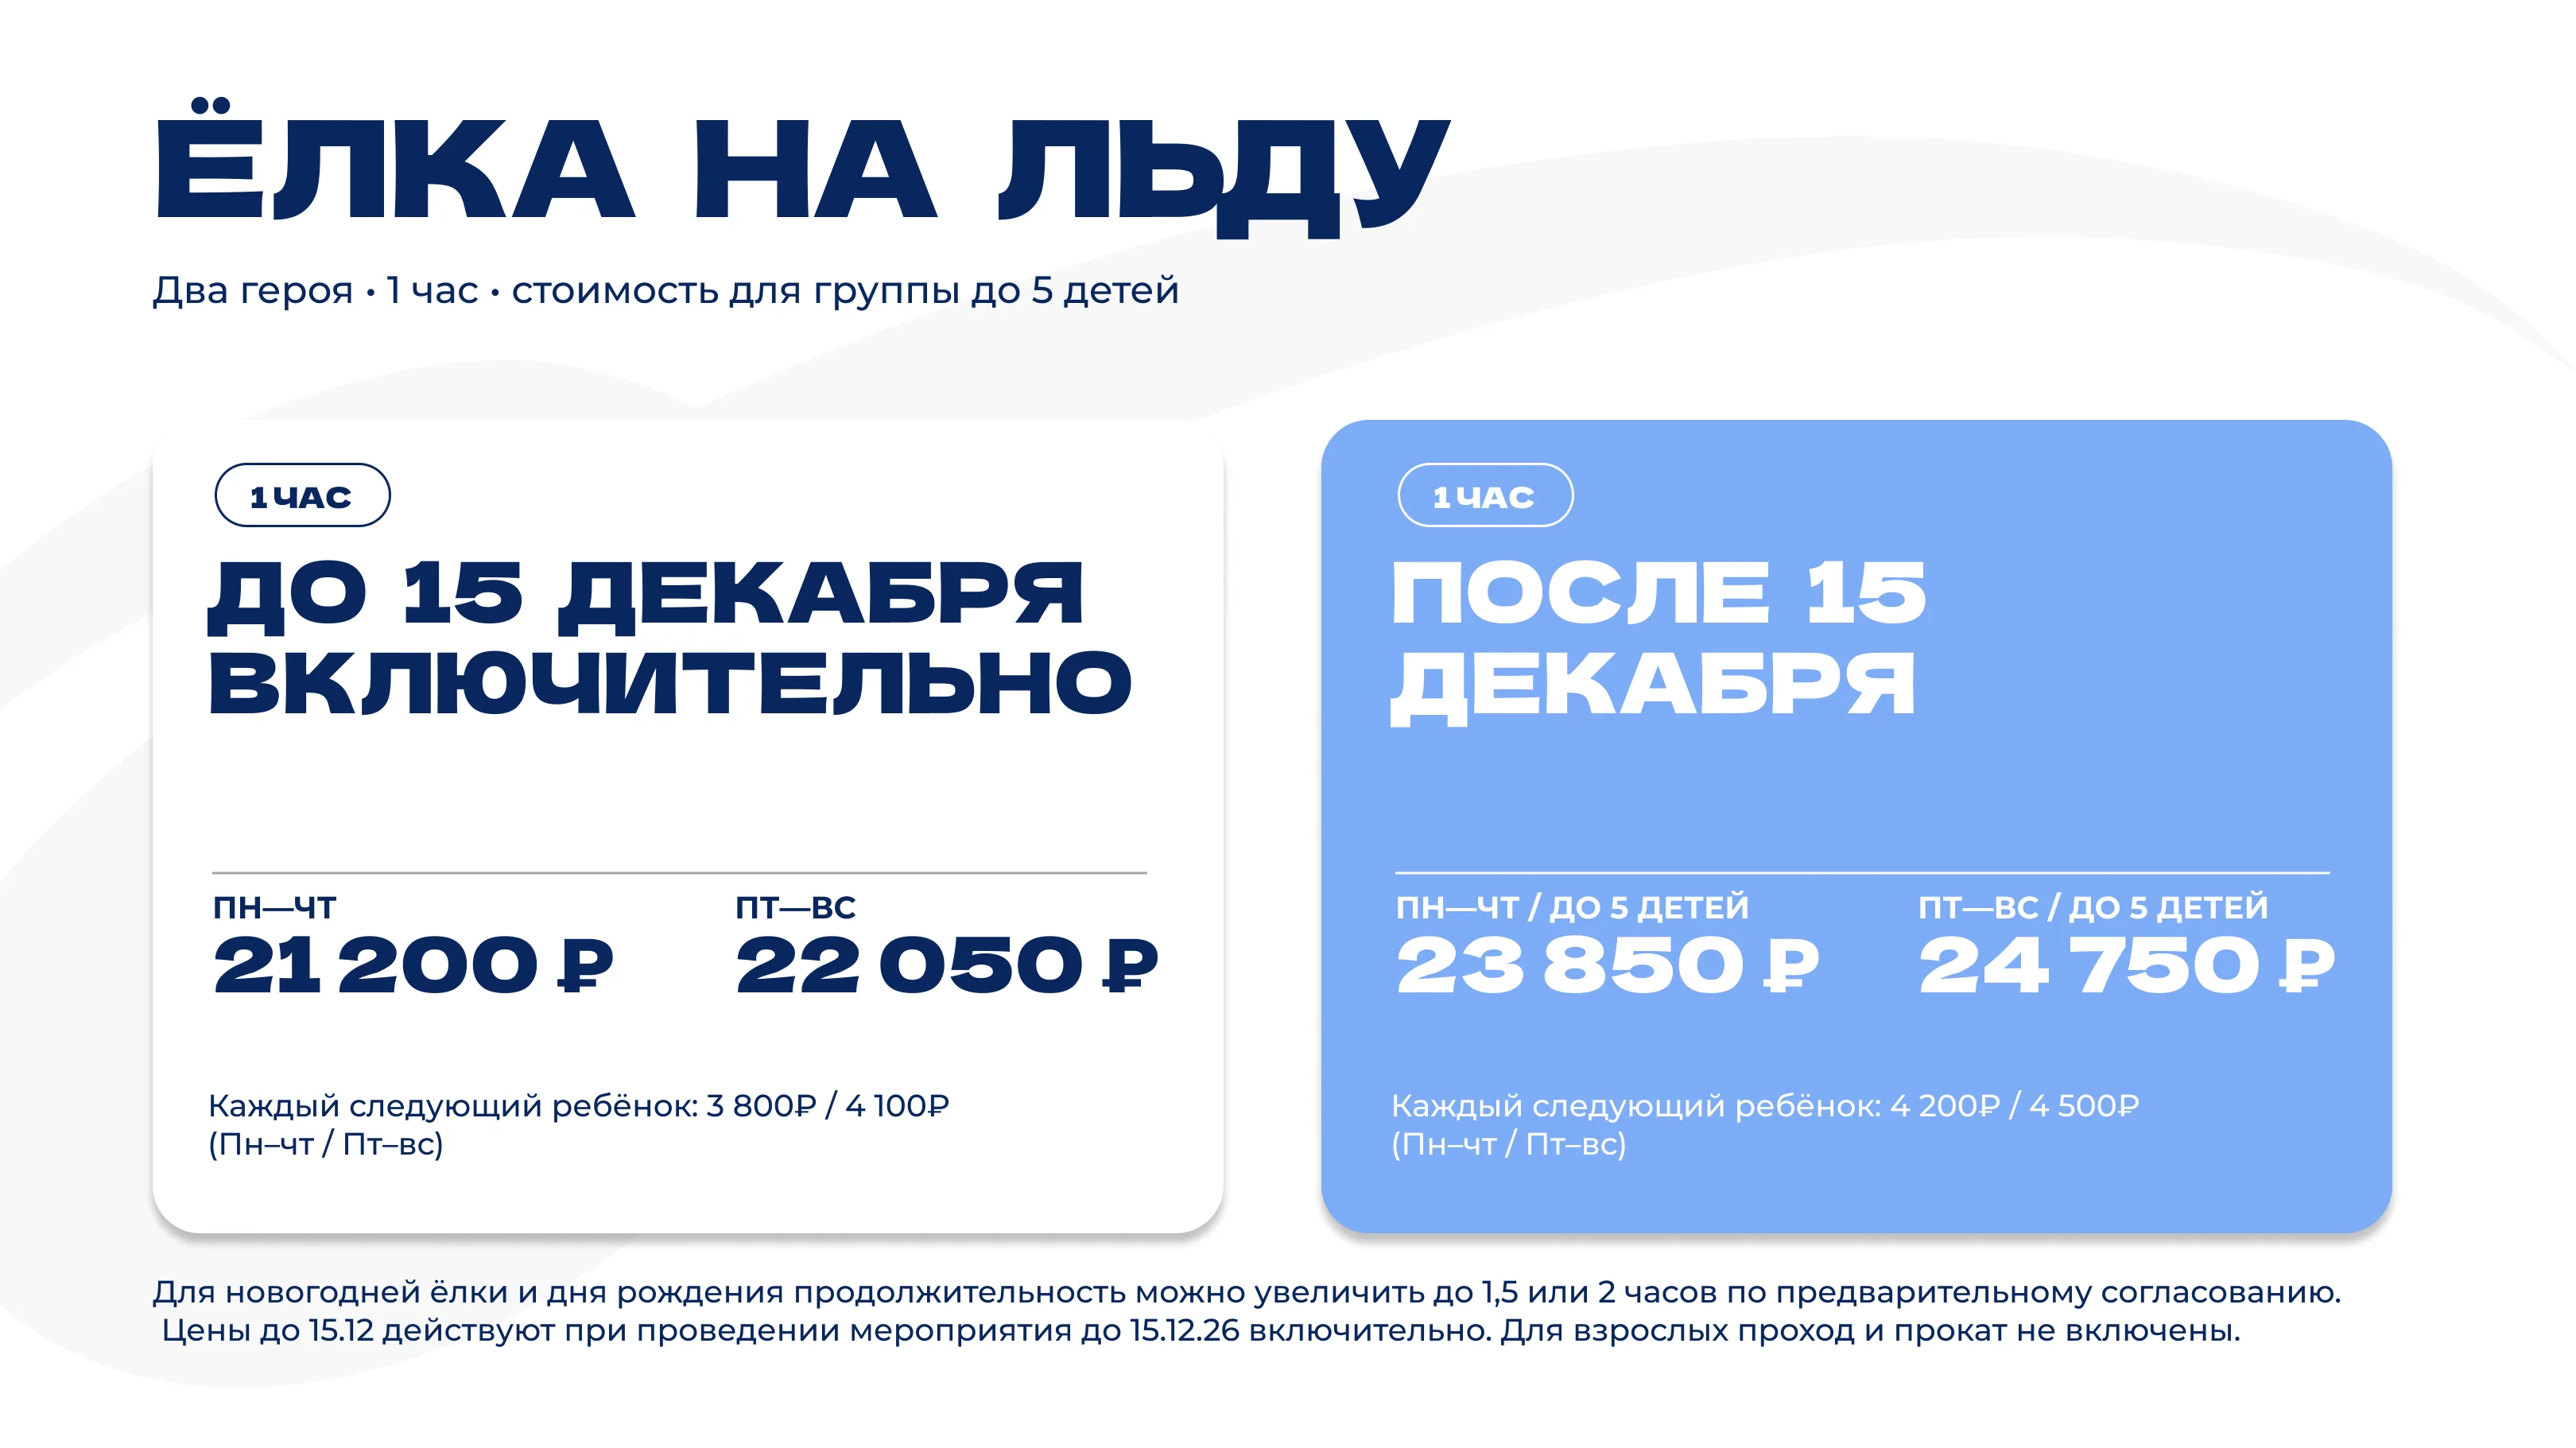 ЁЛКА НА ЛЬДУ
Два героя • 1 час • стоимость для группы до 5 детей
1 ЧАС
ДО 15 ДЕКАБРЯ
ВКЛЮЧИТЕЛЬНО
ПН—ЧТ
21 200 ₽
ПТ—ВС
22 050 ₽
Каждый следующий ребёнок: 3 800₽ / 4 100₽
(Пн–чт / Пт–вс)
1 ЧАС
ПОСЛЕ 15
ДЕКАБРЯ
ПН—ЧТ / ДО 5 ДЕТЕЙ
23 850 ₽
ПТ—ВС / ДО 5 ДЕТЕЙ
24 750 ₽
Каждый следующий ребёнок: 4 200₽ / 4 500₽
(Пн–чт / Пт–вс)
Для новогодней ёлки и дня рождения продолжительность можно увеличить до 1,5 или 2 часов по предварительному согласованию.
Цены до 15.12 действуют при проведении мероприятия до 15.12.26 включительно. Для взрослых проход и прокат не включены.